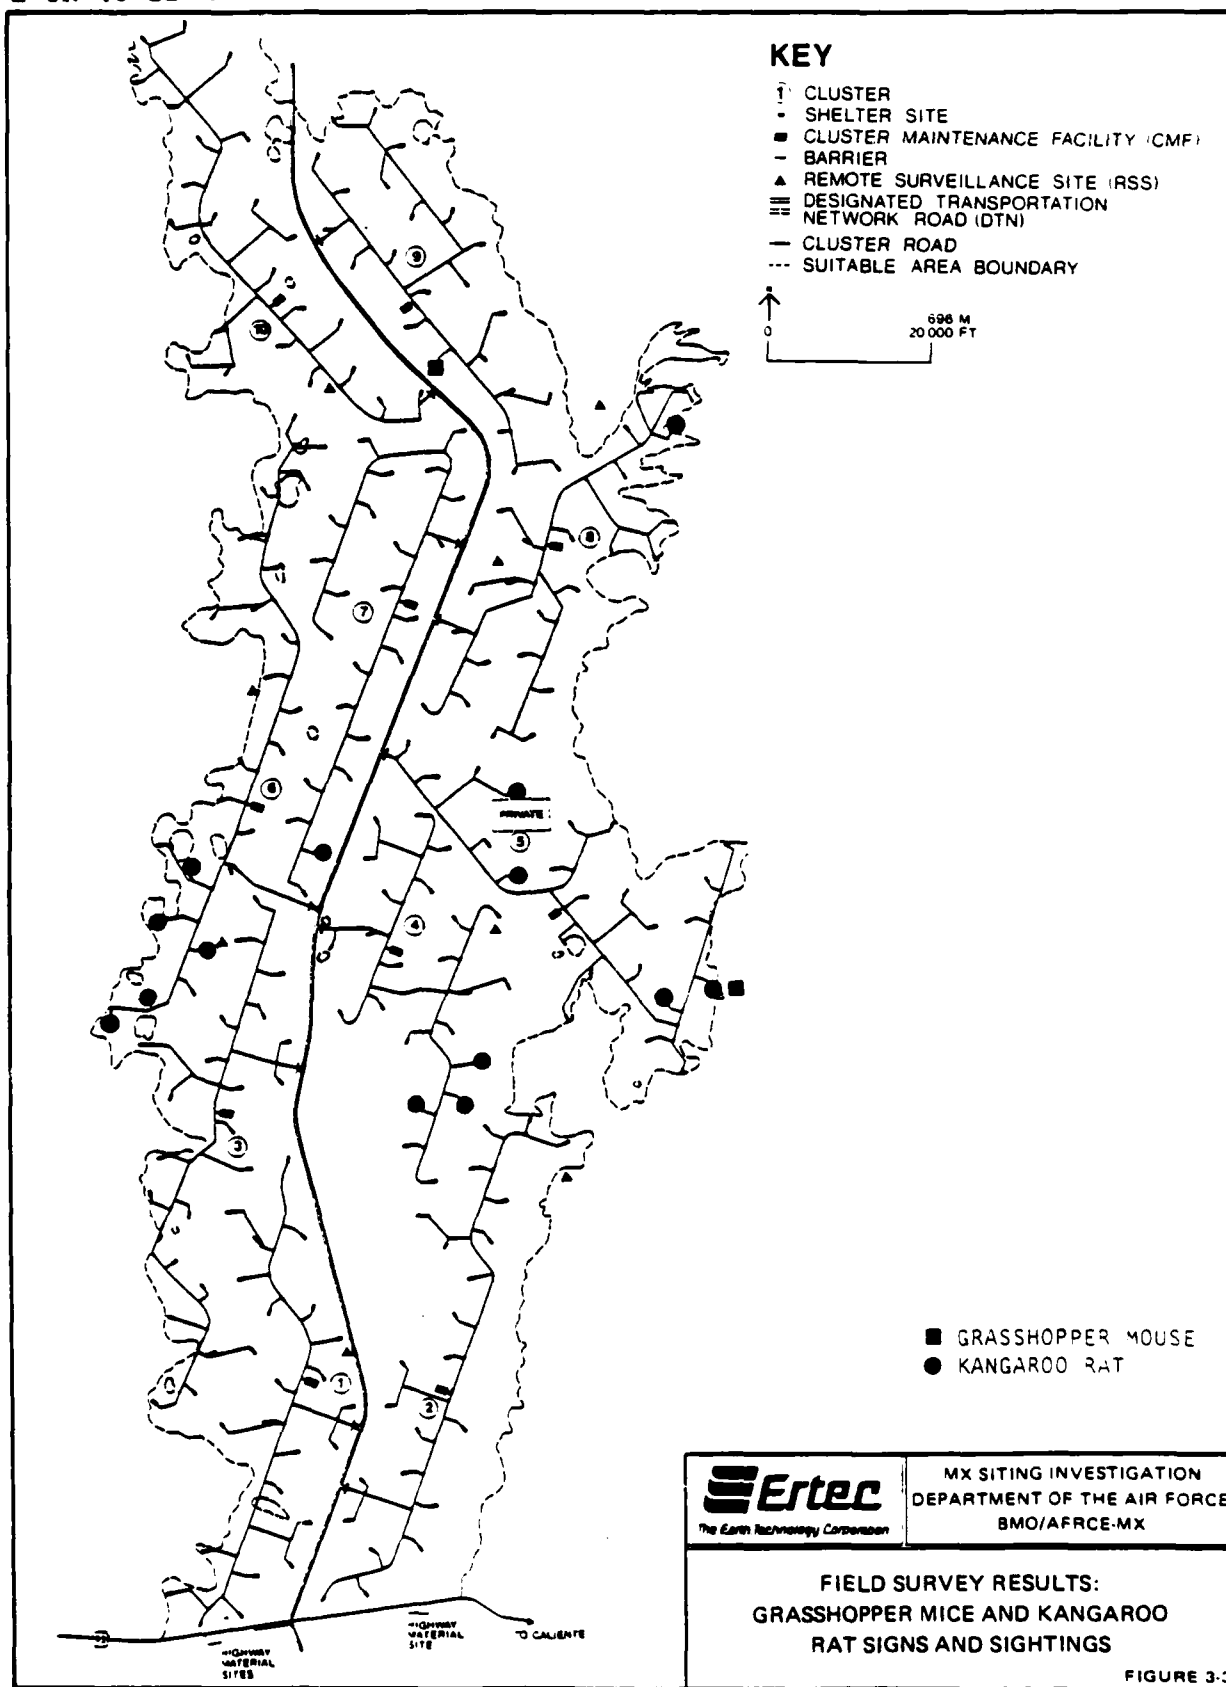 KEY
1 CLUSTER
SHELTER SITE
CLUSTER MAINTENANCE FACILITY (CMF)
BARRIER
REMOTE SURVEILLANCE SITE (RSS)
DESIGNATED TRANSPORTATION
NETWORK ROAD (DTN)
CLUSTER ROAD
SUITABLE AREA BOUNDARY
0
696 M
20 000 FT
9
10
8
7
6
PRIVATE
5
4
3
1
2
GRASSHOPPER MOUSE
KANGAROO RAT
HIGHWAY
MATERIAL
SITES
HIGHWAY
MATERIAL
SITE
TO CALIENTE
Ertec
The Earth Technology Corporation
MX SITING INVESTIGATION
DEPARTMENT OF THE AIR FORCE
BMO/AFRCE-MX
FIELD SURVEY RESULTS:
GRASSHOPPER MICE AND KANGAROO
RAT SIGNS AND SIGHTINGS
FIGURE 3-